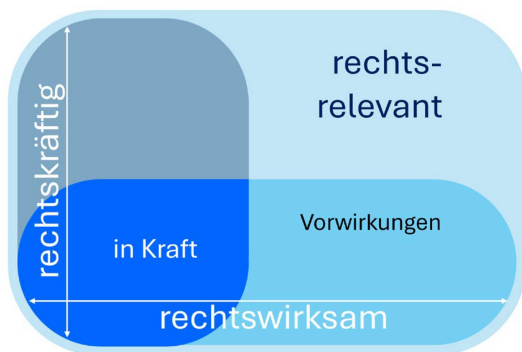 rechts-
relevant
rechtskräftig
Vorwirkungen
in Kraft
rechtswirksam